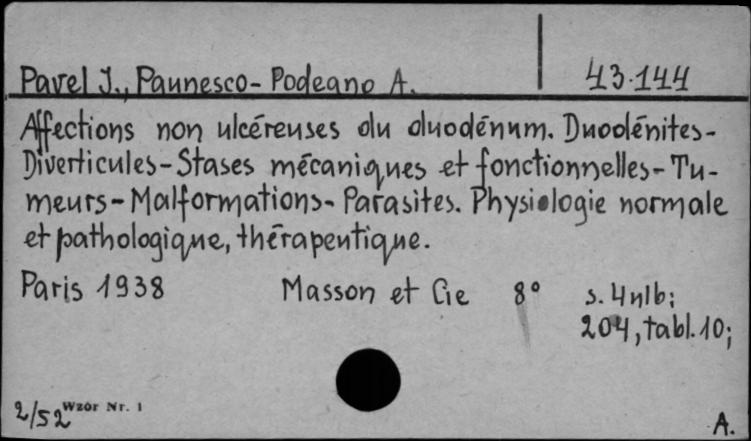 Pavel J., Paunesco-Podeano A.
43.144
Affections non ulcéreuses du duodénum. Duodénites-
Diverticules-Stases mécaniques et fonctionnelles-Tu-
meurs-Malformations-Parasites. Physiologie normale
et pathologique, thérapeutique.
Paris 1938 Masson et Cie 8° s. 4nlb;
204, tabl. 10;
2/52 Wzór Nr. 1
A.